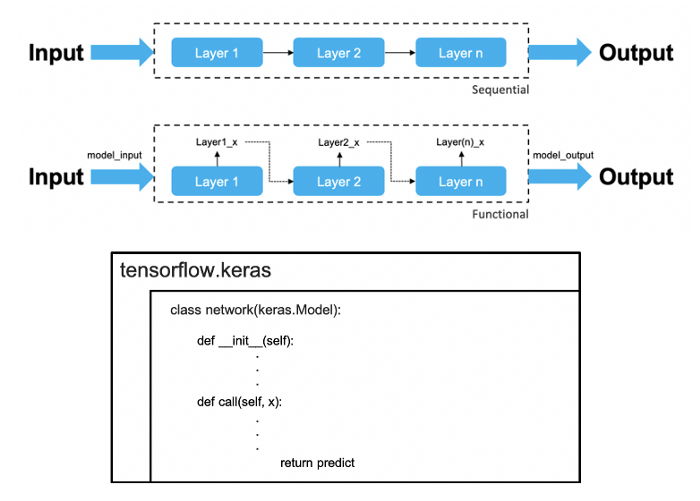 Input Layer 1 Layer 2 Layer n Output
Sequential
model_input Layer1_x Layer2_x Layer(n)_x model_output
Input Layer 1 Layer 2 Layer n Output
Functional
tensorflow.keras
class network(keras.Model):
def __init__(self):
.
.
.
def call(self, x):
.
.
.
return predict